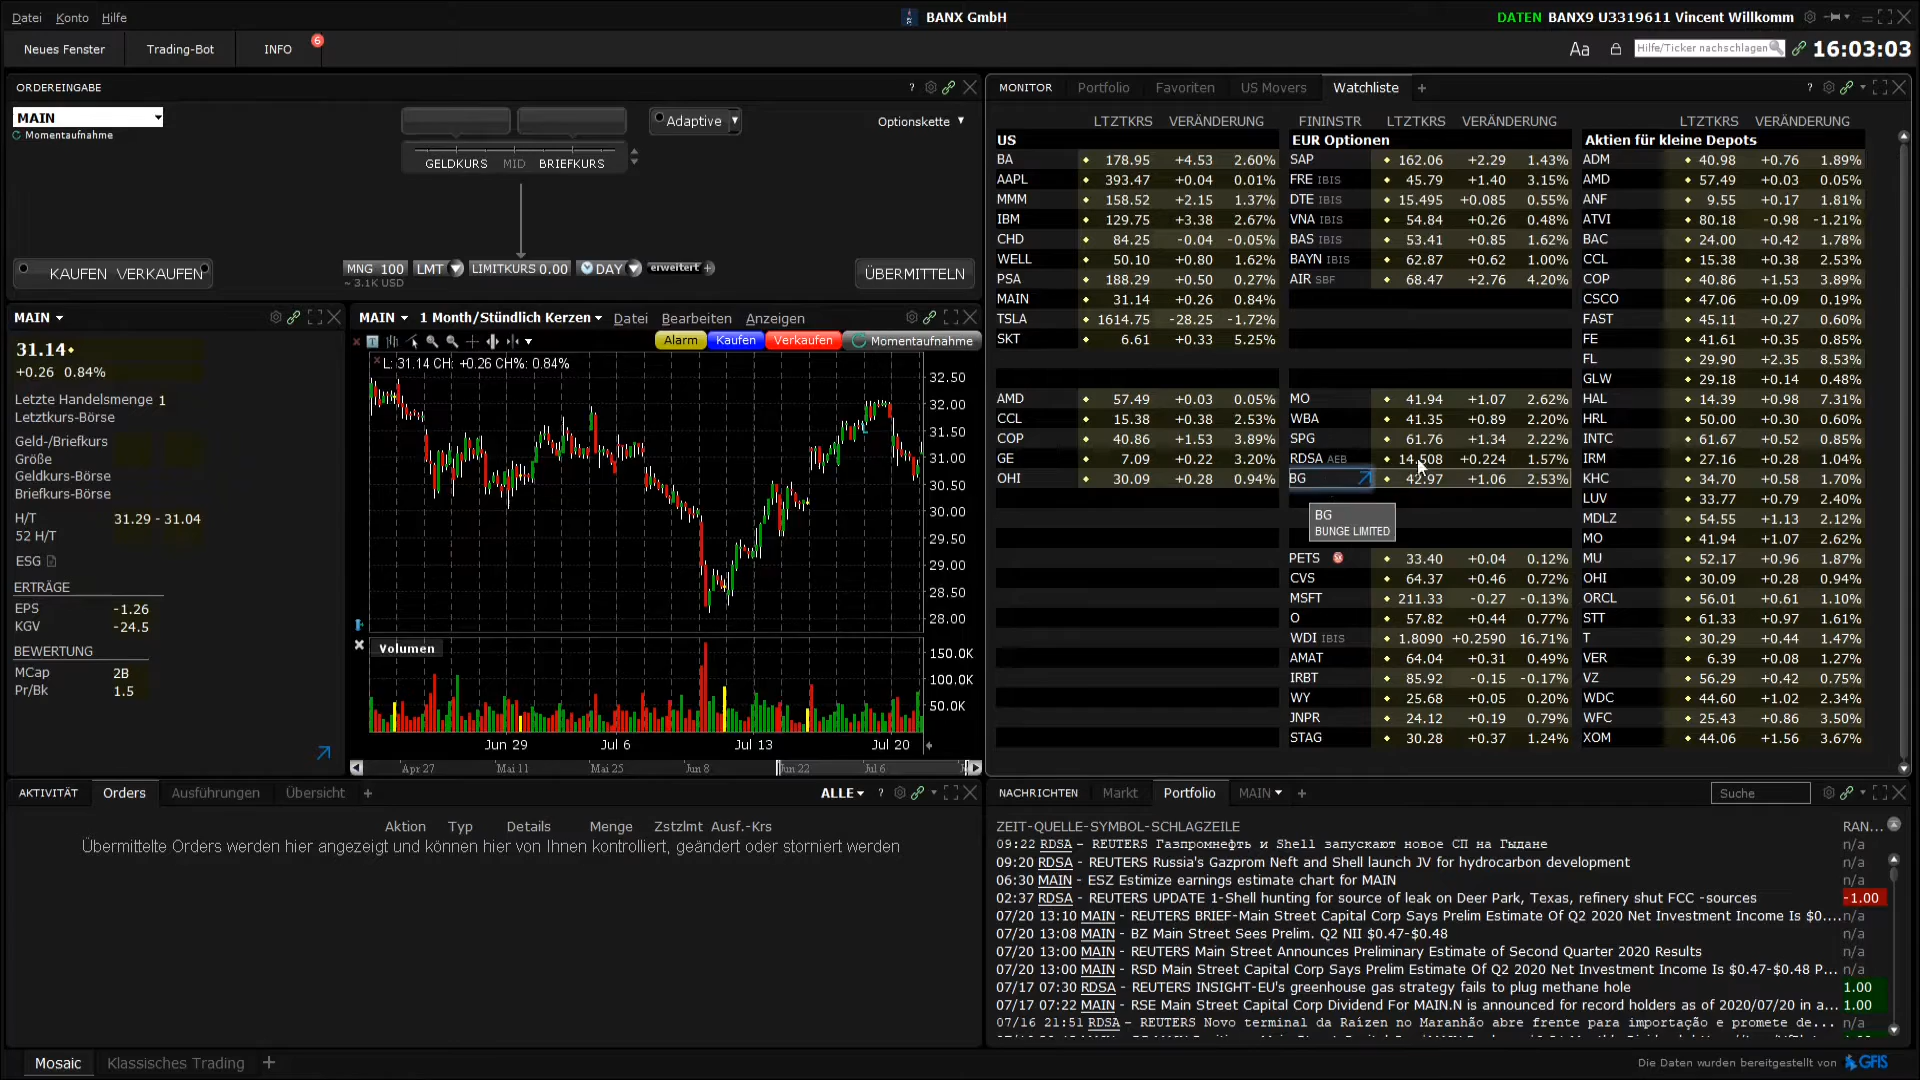 Datei Konto Hilfe
BANX GmbH
DATEN BANX9 U3319611 Vincent Willkomm
Neues Fenster Trading-Bot INFO 6
Aa Hilfe/Ticker nachschlagen 16:03:03
ORDEREINGABE ?
MAIN
Momentaufnahme
Adaptive
Optionskette
GELDKURS MID BRIEFKURS
KAUFEN VERKAUFEN
MNG 100 LMT LIMITKURS 0.00 DAY erweitert +
~ 3.1K USD
ÜBERMITTELN
MAIN
31.14
+0.26 0.84%
Letzte Handelsmenge 1
Letztkurs-Börse
Geld-/Briefkurs
Größe
Geldkurs-Börse
Briefkurs-Börse
H/T 31.29 - 31.04
52 H/T
ESG
ERTRÄGE
EPS -1.26
KGV -24.5
BEWERTUNG
MCap 2B
Pr/Bk 1.5
MAIN 1 Month/Stündlich Kerzen Datei Bearbeiten Anzeigen
Alarm Kaufen Verkaufen Momentaufnahme
L: 31.14 CH: +0.26 CH%: 0.84%
32.50
32.00
31.50
31.00
30.50
30.00
29.50
29.00
28.50
28.00
Volumen
150.0K
100.0K
50.0K
Jun 29 Jul 6 Jul 13 Jul 20
Apr 27 Mai 11 Mai 25 Jun 8 Jun 22 Jul 6
MONITOR Portfolio Favoriten US Movers Watchliste + ?
LTZTKRS VERÄNDERUNG
US
BA 178.95 +4.53 2.60%
AAPL 393.47 +0.04 0.01%
MMM 158.52 +2.15 1.37%
IBM 129.75 +3.38 2.67%
CHD 84.25 -0.04 -0.05%
WELL 50.10 +0.80 1.62%
PSA 188.29 +0.50 0.27%
MAIN 31.14 +0.26 0.84%
TSLA 1614.75 -28.25 -1.72%
SKT 6.61 +0.33 5.25%
AMD 57.49 +0.03 0.05%
CCL 15.38 +0.38 2.53%
COP 40.86 +1.53 3.89%
GE 7.09 +0.22 3.20%
OHI 30.09 +0.28 0.94%
FININSTR LTZTKRS VERÄNDERUNG
EUR Optionen
SAP 162.06 +2.29 1.43%
FRE IBIS 45.79 +1.40 3.15%
DTE IBIS 15.495 +0.085 0.55%
VNA IBIS 54.84 +0.26 0.48%
BAS IBIS 53.41 +0.85 1.62%
BAYN IBIS 62.87 +0.62 1.00%
AIR SBF 68.47 +2.76 4.20%
MO 41.94 +1.07 2.62%
WBA 41.35 +0.89 2.20%
SPG 61.76 +1.34 2.22%
RDSA AEB 14.508 +0.224 1.57%
BG 42.97 +1.06 2.53%
BG
BUNGE LIMITED
PETS 33.40 +0.04 0.12%
CVS 64.37 +0.46 0.72%
MSFT 211.33 -0.27 -0.13%
O 57.82 +0.44 0.77%
WDI IBIS 1.8090 +0.2590 16.71%
AMAT 64.04 +0.31 0.49%
IRBT 85.92 -0.15 -0.17%
WY 25.68 +0.05 0.20%
JNPR 24.12 +0.19 0.79%
STAG 30.28 +0.37 1.24%
LTZTKRS VERÄNDERUNG
Aktien für kleine Depots
ADM 40.98 +0.76 1.89%
AMD 57.49 +0.03 0.05%
ANF 9.55 +0.17 1.81%
ATVI 80.18 -0.98 -1.21%
BAC 24.00 +0.42 1.78%
CCL 15.38 +0.38 2.53%
COP 40.86 +1.53 3.89%
CSCO 47.06 +0.09 0.19%
FAST 45.11 +0.27 0.60%
FE 41.61 +0.35 0.85%
FL 29.90 +2.35 8.53%
GLW 29.18 +0.14 0.48%
HAL 14.39 +0.98 7.31%
HRL 50.00 +0.30 0.60%
INTC 61.67 +0.52 0.85%
IRM 27.16 +0.28 1.04%
KHC 34.70 +0.58 1.70%
LUV 33.77 +0.79 2.40%
MDLZ 54.55 +1.13 2.12%
MO 41.94 +1.07 2.62%
MU 52.17 +0.96 1.87%
OHI 30.09 +0.28 0.94%
ORCL 56.01 +0.61 1.10%
STT 61.33 +0.97 1.61%
T 30.29 +0.44 1.47%
VER 6.39 +0.08 1.27%
VZ 56.29 +0.42 0.75%
WDC 44.60 +1.02 2.34%
WFC 25.43 +0.86 3.50%
XOM 44.06 +1.56 3.67%
AKTIVITÄT Orders Ausführungen Übersicht + ALLE ?
Aktion Typ Details Menge Zstzlmt Ausf.-Krs
Übermittelte Orders werden hier angezeigt und können hier von Ihnen kontrolliert, geändert oder storniert werden
NACHRICHTEN Markt Portfolio MAIN + Suche
ZEIT-QUELLE-SYMBOL-SCHLAGZEILE RAN...
09:22 RDSA - REUTERS Газпромнефть и Shell запускают новое СП на Гыдане n/a
09:20 RDSA - REUTERS Russia's Gazprom Neft and Shell launch JV for hydrocarbon development n/a
06:30 MAIN - ESZ Estimize earnings estimate chart for MAIN n/a
02:37 RDSA - REUTERS UPDATE 1-Shell hunting for source of leak on Deer Park, Texas, refinery shut FCC -sources -1.00
07/20 13:10 MAIN - REUTERS BRIEF-Main Street Capital Corp Says Prelim Estimate Of Q2 2020 Net Investment Income Is $0.... n/a
07/20 13:08 MAIN - BZ Main Street Sees Prelim. Q2 NII $0.47-$0.48 n/a
07/20 13:00 MAIN - REUTERS Main Street Announces Preliminary Estimate of Second Quarter 2020 Results n/a
07/20 13:00 MAIN - RSD Main Street Capital Corp Says Prelim Estimate Of Q2 2020 Net Investment Income Is $0.47-$0.48 P... n/a
07/17 07:30 RDSA - REUTERS INSIGHT-EU's greenhouse gas strategy fails to plug methane hole 1.00
07/17 07:22 MAIN - RSE Main Street Capital Corp Dividend For MAIN.N is announced for record holders as of 2020/07/20 in a... 1.00
07/16 21:51 RDSA - REUTERS Novo terminal da Raízen no Maranhão abre frente para importação e promete de... n/a
Mosaic Klassisches Trading +
Die Daten wurden bereitgestellt von GFIS